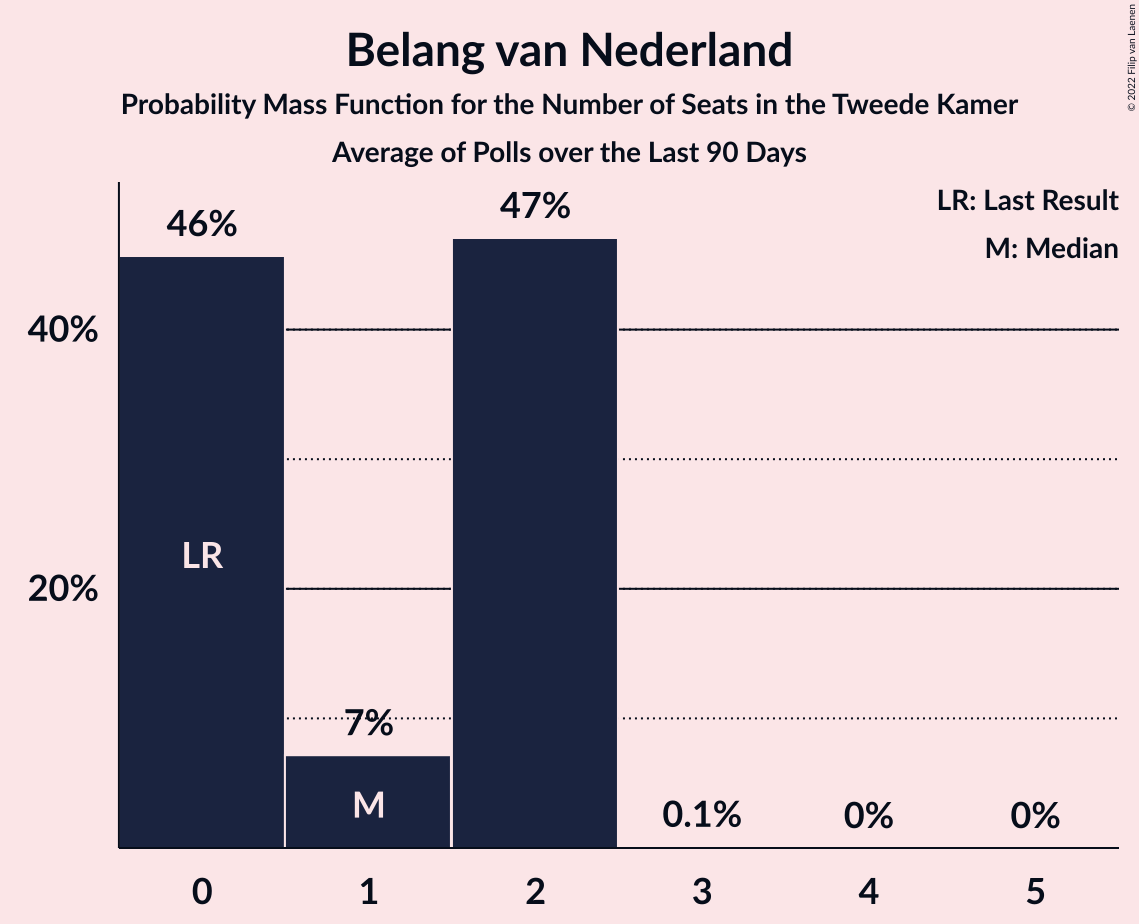 Belang van Nederland
Probability Mass Function for the Number of Seats in the Tweede Kamer
Average of Polls over the Last 90 Days
© 2022 Filip van Laenen
LR: Last Result
M: Median
46%
47%
40%
LR
20%
7%
M
0.1%
0%
0%
0
1
2
3
4
5